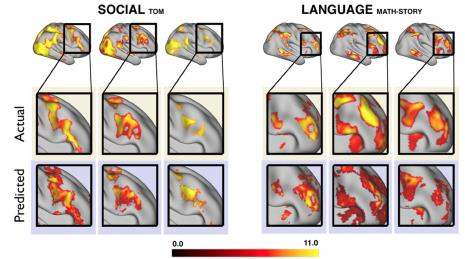 SOCIAL TOM
LANGUAGE MATH-STORY
Actual
Predicted
0.0 11.0